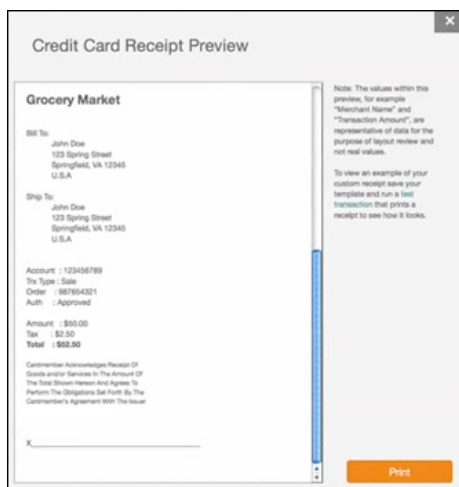 Credit Card Receipt Preview
Grocery Market
Bill To:
John Doe
123 Spring Street
Springfield, VA 12345
U.S.A
Ship To:
John Doe
123 Spring Street
Springfield, VA 12345
U.S.A
Account : 123456789
Trx Type : Sale
Order : 987654321
Auth : Approved
Amount : $50.00
Tax : $2.50
Total : $52.50
Cardmember Acknowledges Receipt Of
Goods and/or Services In The Amount Of
The Total Shown Hereon And Agrees To
Perform The Obligations Set Forth By The
Cardmember's Agreement With The Issuer
X
Note: The values within this
preview, for example
"Merchant Name" and
"Transaction Amount", are
representative of data for the
purpose of layout review and
not real values.
To view an example of your
custom receipt save your
template and run a test
transaction that prints a
receipt to see how it looks.
Print